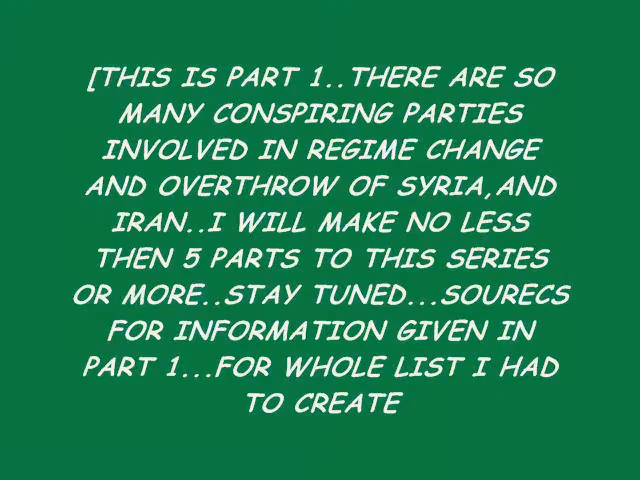 [THIS IS PART 1..THERE ARE SO
MANY CONSPIRING PARTIES
INVOLVED IN REGIME CHANGE
AND OVERTHROW OF SYRIA,AND
IRAN..I WILL MAKE NO LESS
THEN 5 PARTS TO THIS SERIES
OR MORE..STAY TUNED...SOURECS
FOR INFORMATION GIVEN IN
PART 1...FOR WHOLE LIST I HAD
TO CREATE